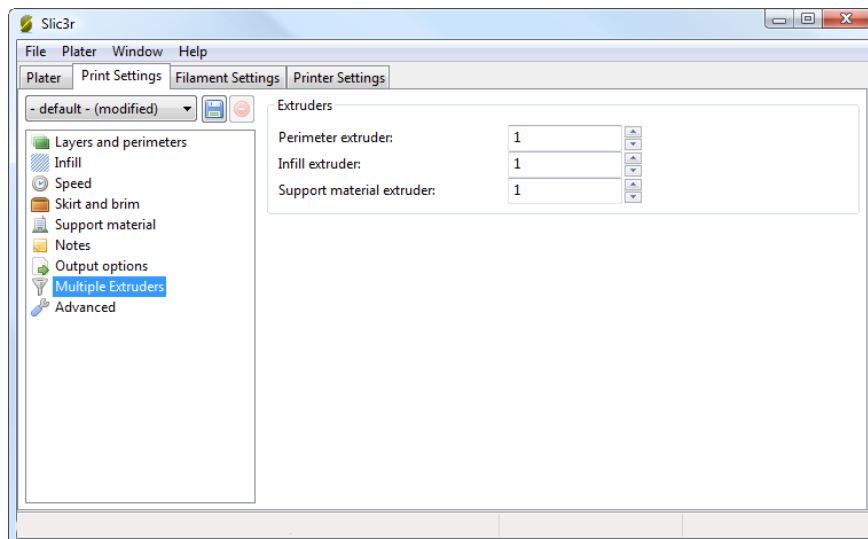 Slic3r
File Plater Window Help
Plater Print Settings Filament Settings Printer Settings
- default - (modified)
Layers and perimeters
Infill
Speed
Skirt and brim
Support material
Notes
Output options
Multiple Extruders
Advanced
Extruders
Perimeter extruder: 1
Infill extruder: 1
Support material extruder: 1